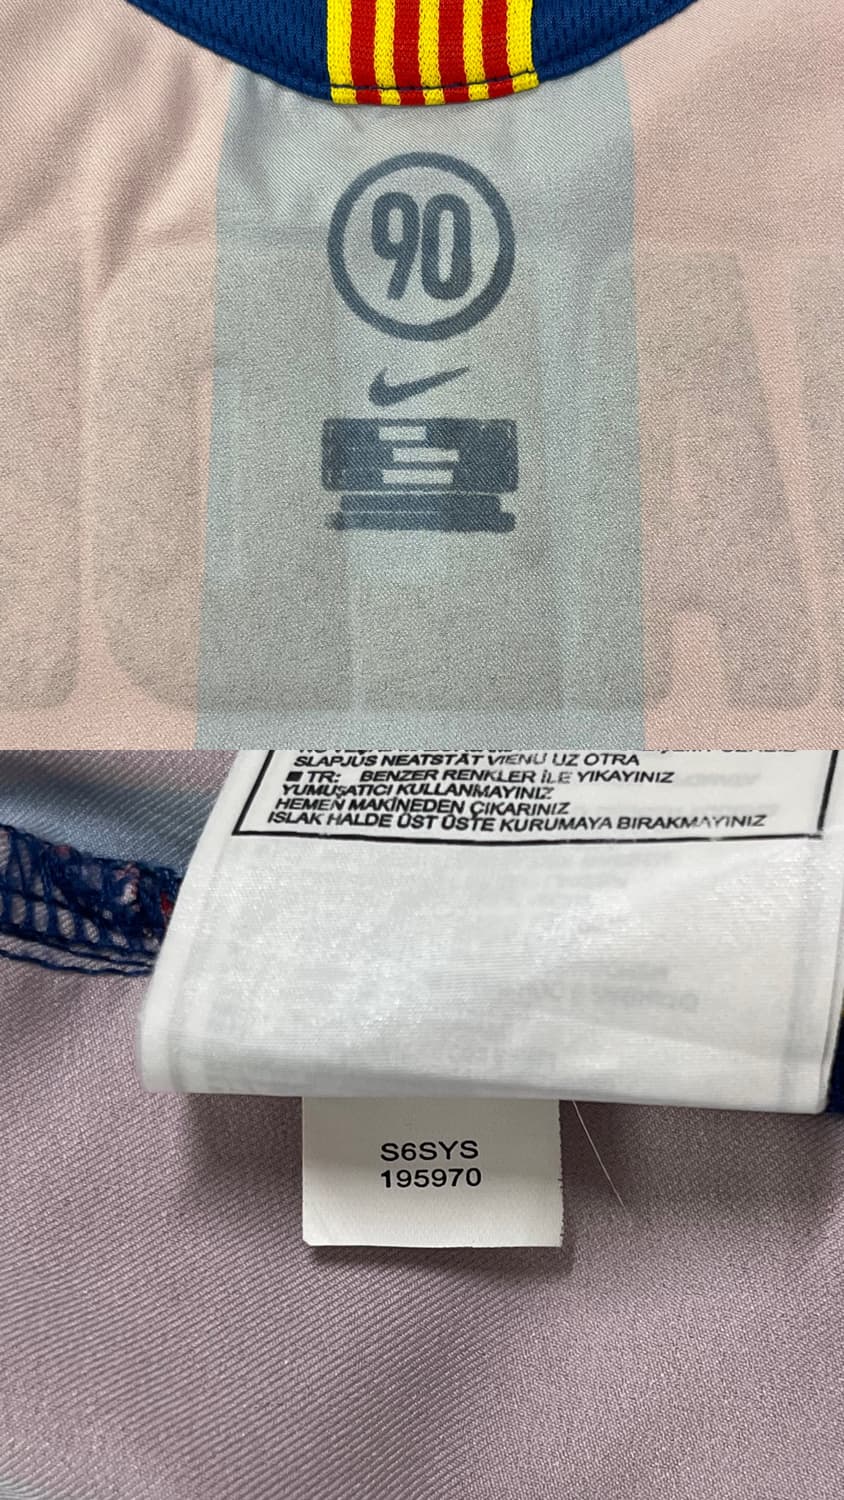 90
SLAPJŪS NEATSTĀT VIENU UZ OTRA
■ TR: BENZER RENKLER İLE YIKAYINIZ
YUMUŞATICI KULLANMAYINIZ
HEMEN MAKİNEDEN ÇIKARINIZ
ISLAK HALDE ÜST ÜSTE KURUMAYA BIRAKMAYINIZ
S6SYS
195970